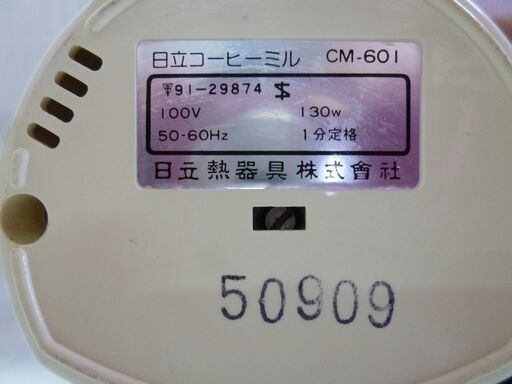 日立コーヒーミル CM-601
〒91-29874
100V 130W
50-60Hz 1分定格
日立熱器具株式會社
50909